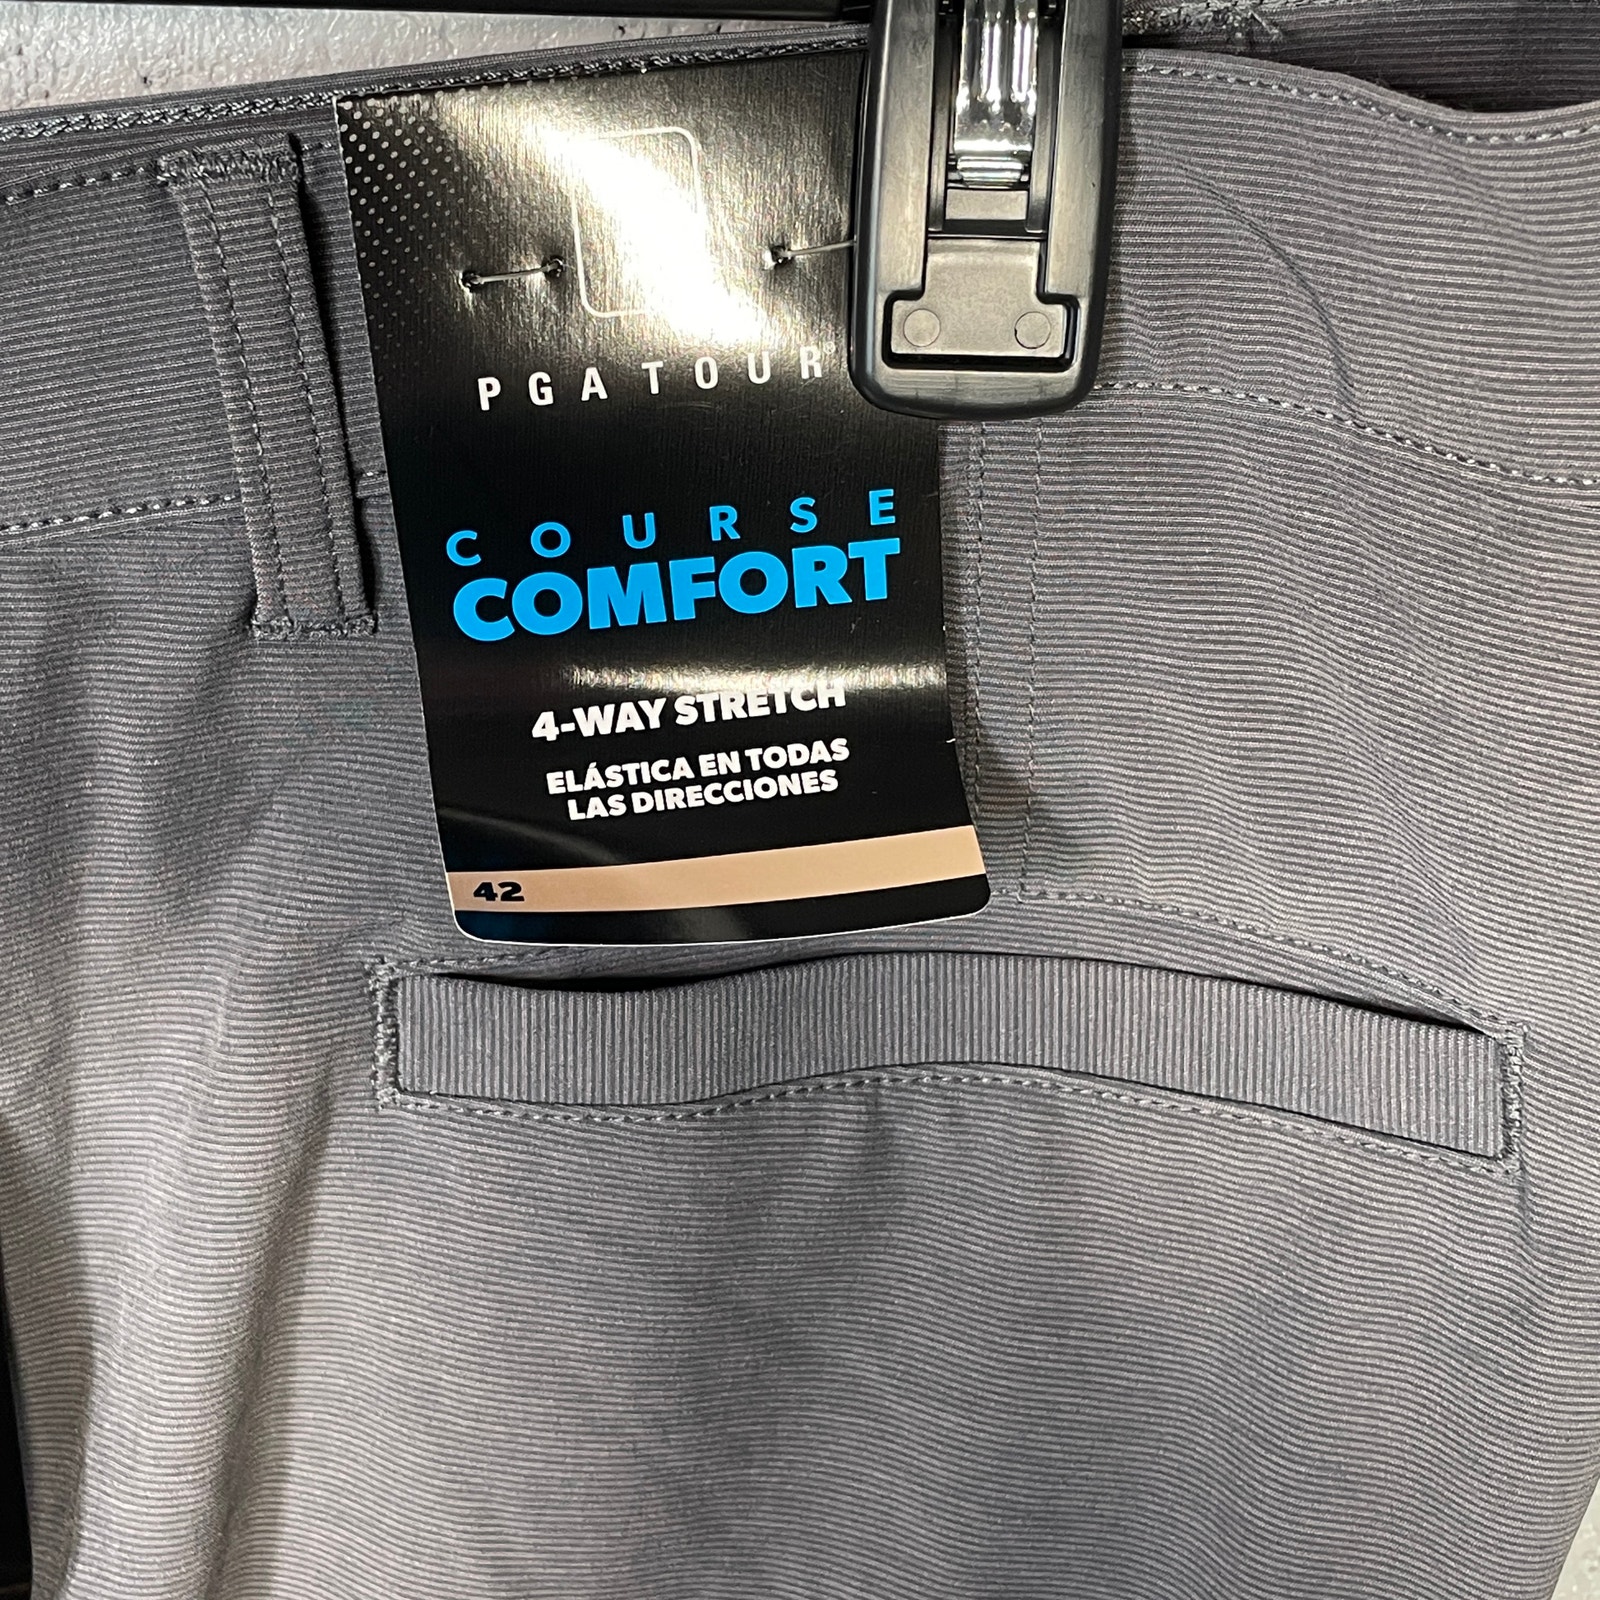 PGA TOUR
COURSE
COMFORT
4-WAY STRETCH
ELÁSTICA EN TODAS
LAS DIRECCIONES
42